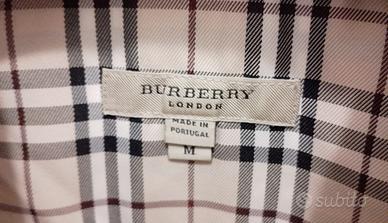 BURBERRY
LONDON
MADE IN
PORTUGAL
M
subito